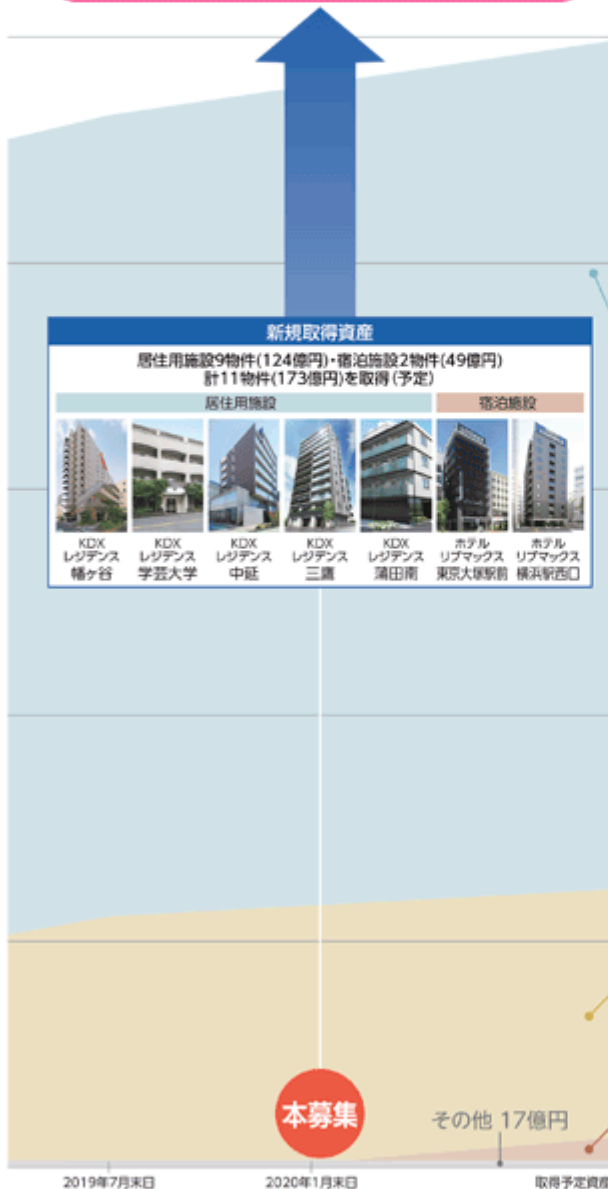 新規取得資産
居住用施設9物件(124億円)・宿泊施設2物件(49億円)
計11物件(173億円)を取得(予定)
居住用施設
宿泊施設
KDX
レジデンス
幡ヶ谷
KDX
レジデンス
学芸大学
KDX
レジデンス
中延
KDX
レジデンス
三鷹
KDX
レジデンス
蒲田南
ホテル
リブマックス
東京大塚駅前
ホテル
リブマックス
横浜駅西口
本募集
その他 17億円
2019年7月末日
2020年1月末日
取得予定資産